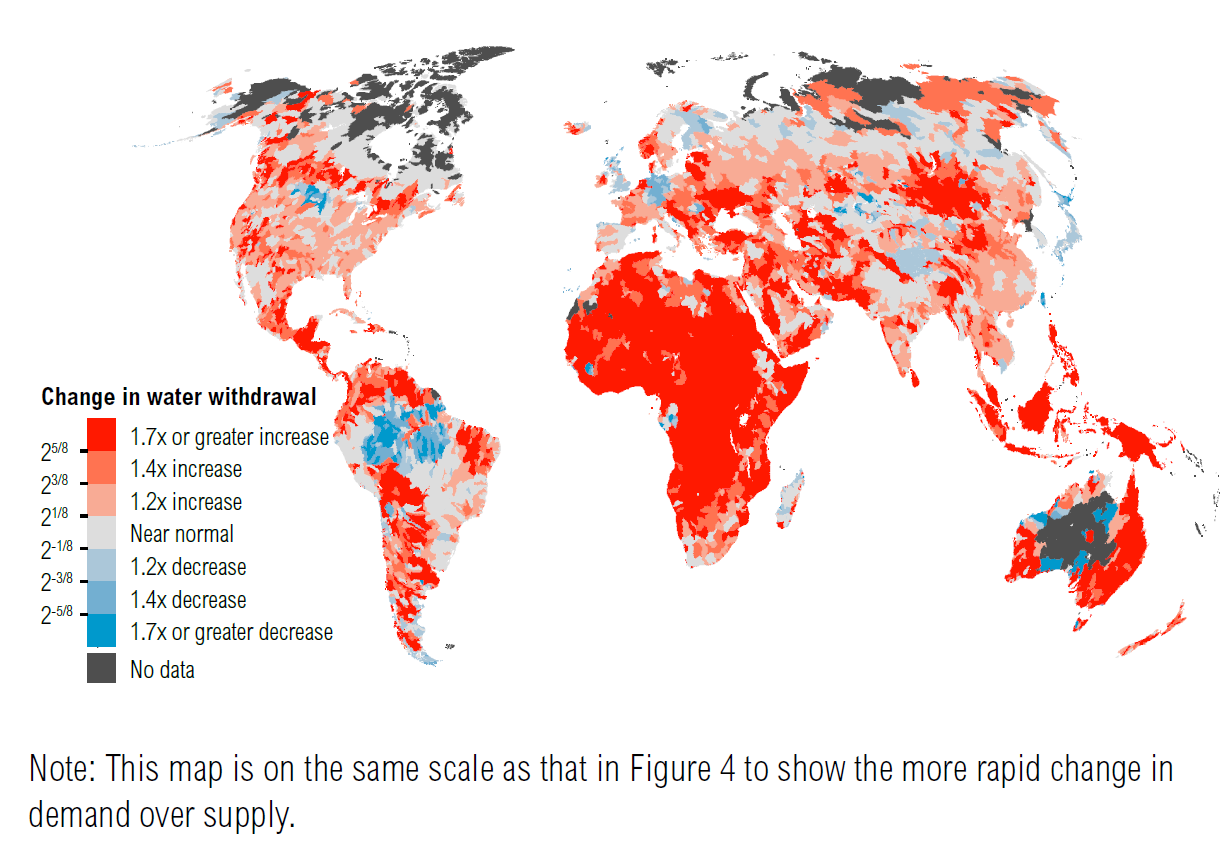 Change in water withdrawal
1.7x or greater increase
2^5/8
1.4x increase
2^3/8
1.2x increase
2^1/8
Near normal
2^-1/8
1.2x decrease
2^-3/8
1.4x decrease
2^-5/8
1.7x or greater decrease
No data
Note: This map is on the same scale as that in Figure 4 to show the more rapid change in
demand over supply.